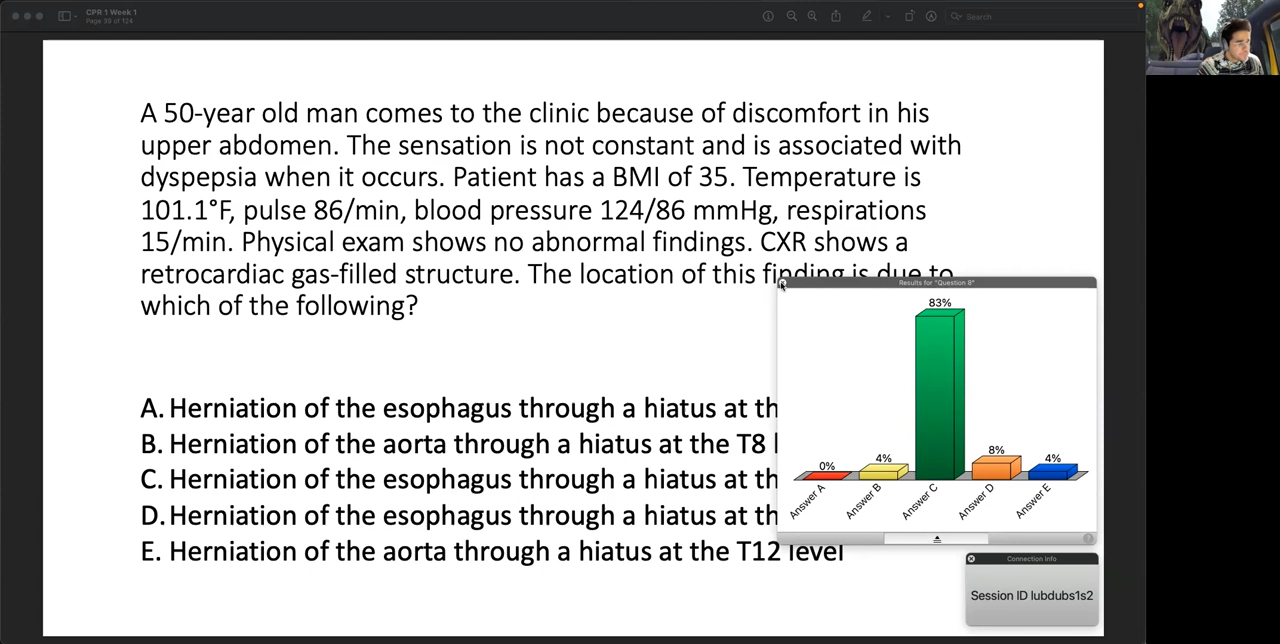 CPR 1 Week 1
Page 39 of 124
Search
A 50-year old man comes to the clinic because of discomfort in his
upper abdomen. The sensation is not constant and is associated with
dyspepsia when it occurs. Patient has a BMI of 35. Temperature is
101.1°F, pulse 86/min, blood pressure 124/86 mmHg, respirations
15/min. Physical exam shows no abnormal findings. CXR shows a
retrocardiac gas-filled structure. The location of this finding is due to
which of the following?
A. Herniation of the esophagus through a hiatus at
B. Herniation of the aorta through a hiatus at the T8
C. Herniation of the esophagus through a hiatus at
D. Herniation of the esophagus through a hiatus at
E. Herniation of the aorta through a hiatus at the T12 level
Results for "Question 8"
83%
0%
4%
8%
4%
Answer A
Answer B
Answer C
Answer D
Answer E
Connection Info
Session ID lubdubs1s2